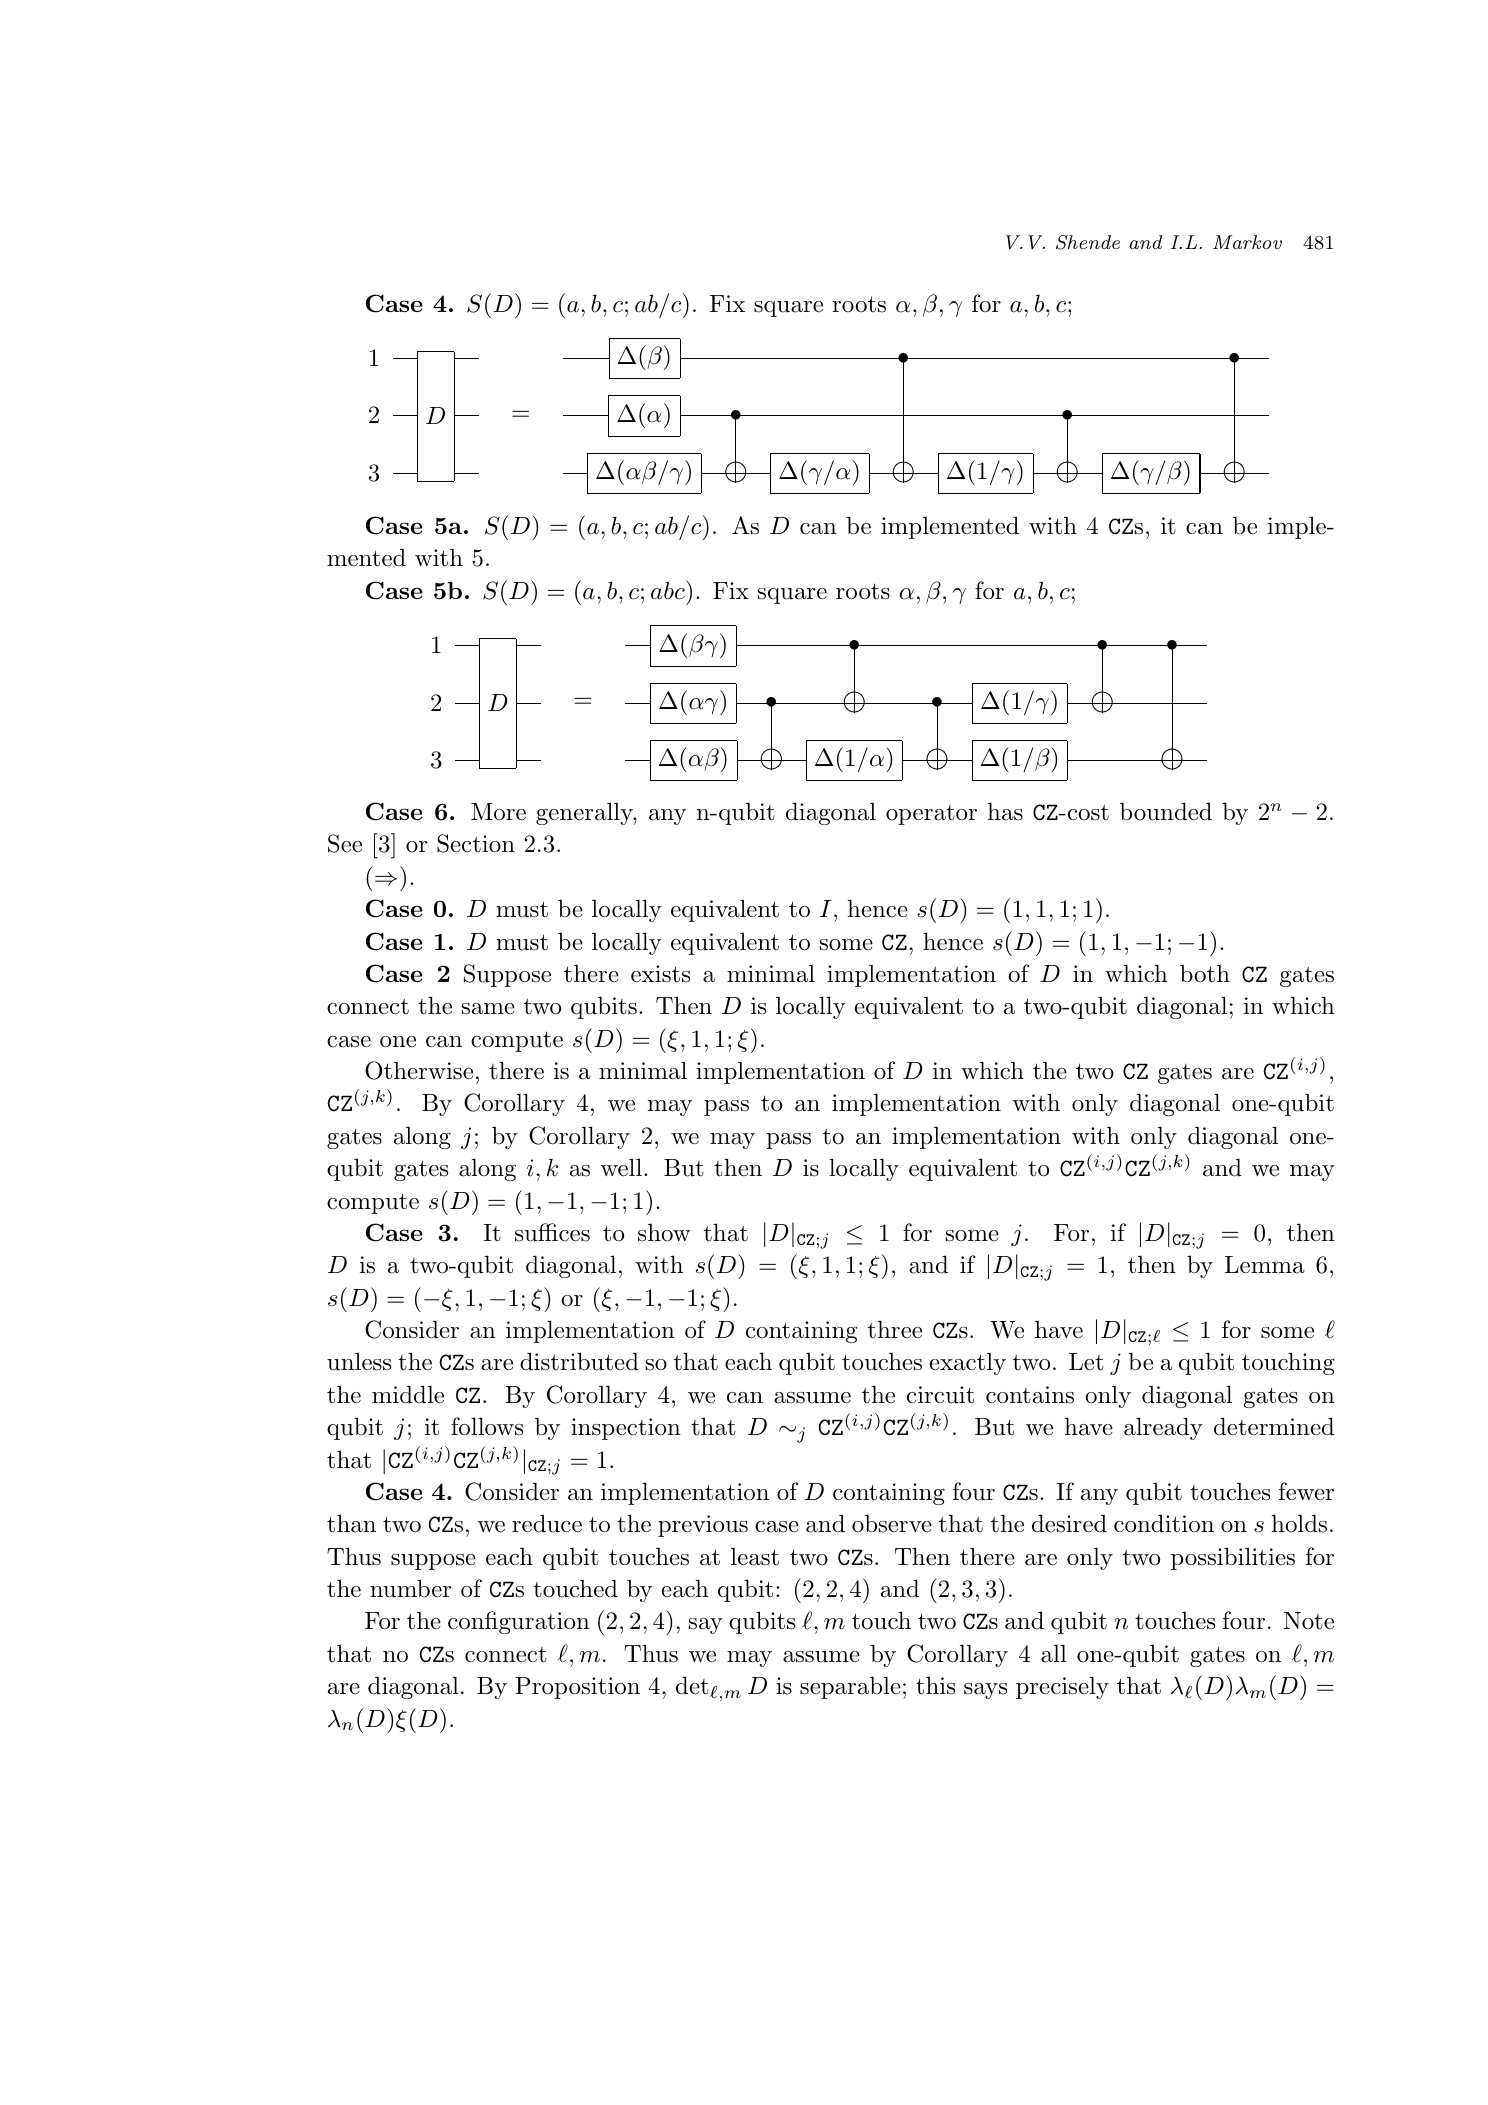 V.V. Shende and I.L. Markov 481
Case 4. S(D) = (a, b, c; ab/c). Fix square roots α, β, γ for a, b, c;
1 Δ(β)
2 D = Δ(α)
3 Δ(αβ/γ) Δ(γ/α) Δ(1/γ) Δ(γ/β)
Case 5a. S(D) = (a, b, c; ab/c). As D can be implemented with 4 CZs, it can be imple-
mented with 5.
Case 5b. S(D) = (a, b, c; abc). Fix square roots α, β, γ for a, b, c;
1 Δ(βγ)
2 D = Δ(αγ) Δ(1/γ)
3 Δ(αβ) Δ(1/α) Δ(1/β)
Case 6. More generally, any n-qubit diagonal operator has CZ-cost bounded by 2ⁿ − 2.
See [3] or Section 2.3.
(⇒).
Case 0. D must be locally equivalent to I, hence s(D) = (1, 1, 1; 1).
Case 1. D must be locally equivalent to some CZ, hence s(D) = (1, 1, −1; −1).
Case 2 Suppose there exists a minimal implementation of D in which both CZ gates
connect the same two qubits. Then D is locally equivalent to a two-qubit diagonal; in which
case one can compute s(D) = (ξ, 1, 1; ξ).
Otherwise, there is a minimal implementation of D in which the two CZ gates are CZ^(i,j),
CZ^(j,k). By Corollary 4, we may pass to an implementation with only diagonal one-qubit
gates along j; by Corollary 2, we may pass to an implementation with only diagonal one-
qubit gates along i, k as well. But then D is locally equivalent to CZ^(i,j)CZ^(j,k) and we may
compute s(D) = (1, −1, −1; 1).
Case 3. It suffices to show that |D|_CZ;j ≤ 1 for some j. For, if |D|_CZ;j = 0, then
D is a two-qubit diagonal, with s(D) = (ξ, 1, 1; ξ), and if |D|_CZ;j = 1, then by Lemma 6,
s(D) = (−ξ, 1, −1; ξ) or (ξ, −1, −1; ξ).
Consider an implementation of D containing three CZs. We have |D|_CZ;ℓ ≤ 1 for some ℓ
unless the CZs are distributed so that each qubit touches exactly two. Let j be a qubit touching
the middle CZ. By Corollary 4, we can assume the circuit contains only diagonal gates on
qubit j; it follows by inspection that D ∼_j CZ^(i,j)CZ^(j,k). But we have already determined
that |CZ^(i,j)CZ^(j,k)|_CZ;j = 1.
Case 4. Consider an implementation of D containing four CZs. If any qubit touches fewer
than two CZs, we reduce to the previous case and observe that the desired condition on s holds.
Thus suppose each qubit touches at least two CZs. Then there are only two possibilities for
the number of CZs touched by each qubit: (2, 2, 4) and (2, 3, 3).
For the configuration (2, 2, 4), say qubits ℓ, m touch two CZs and qubit n touches four. Note
that no CZs connect ℓ, m. Thus we may assume by Corollary 4 all one-qubit gates on ℓ, m
are diagonal. By Proposition 4, det_ℓ,m D is separable; this says precisely that λ_ℓ(D)λ_m(D) =
λ_n(D)ξ(D).